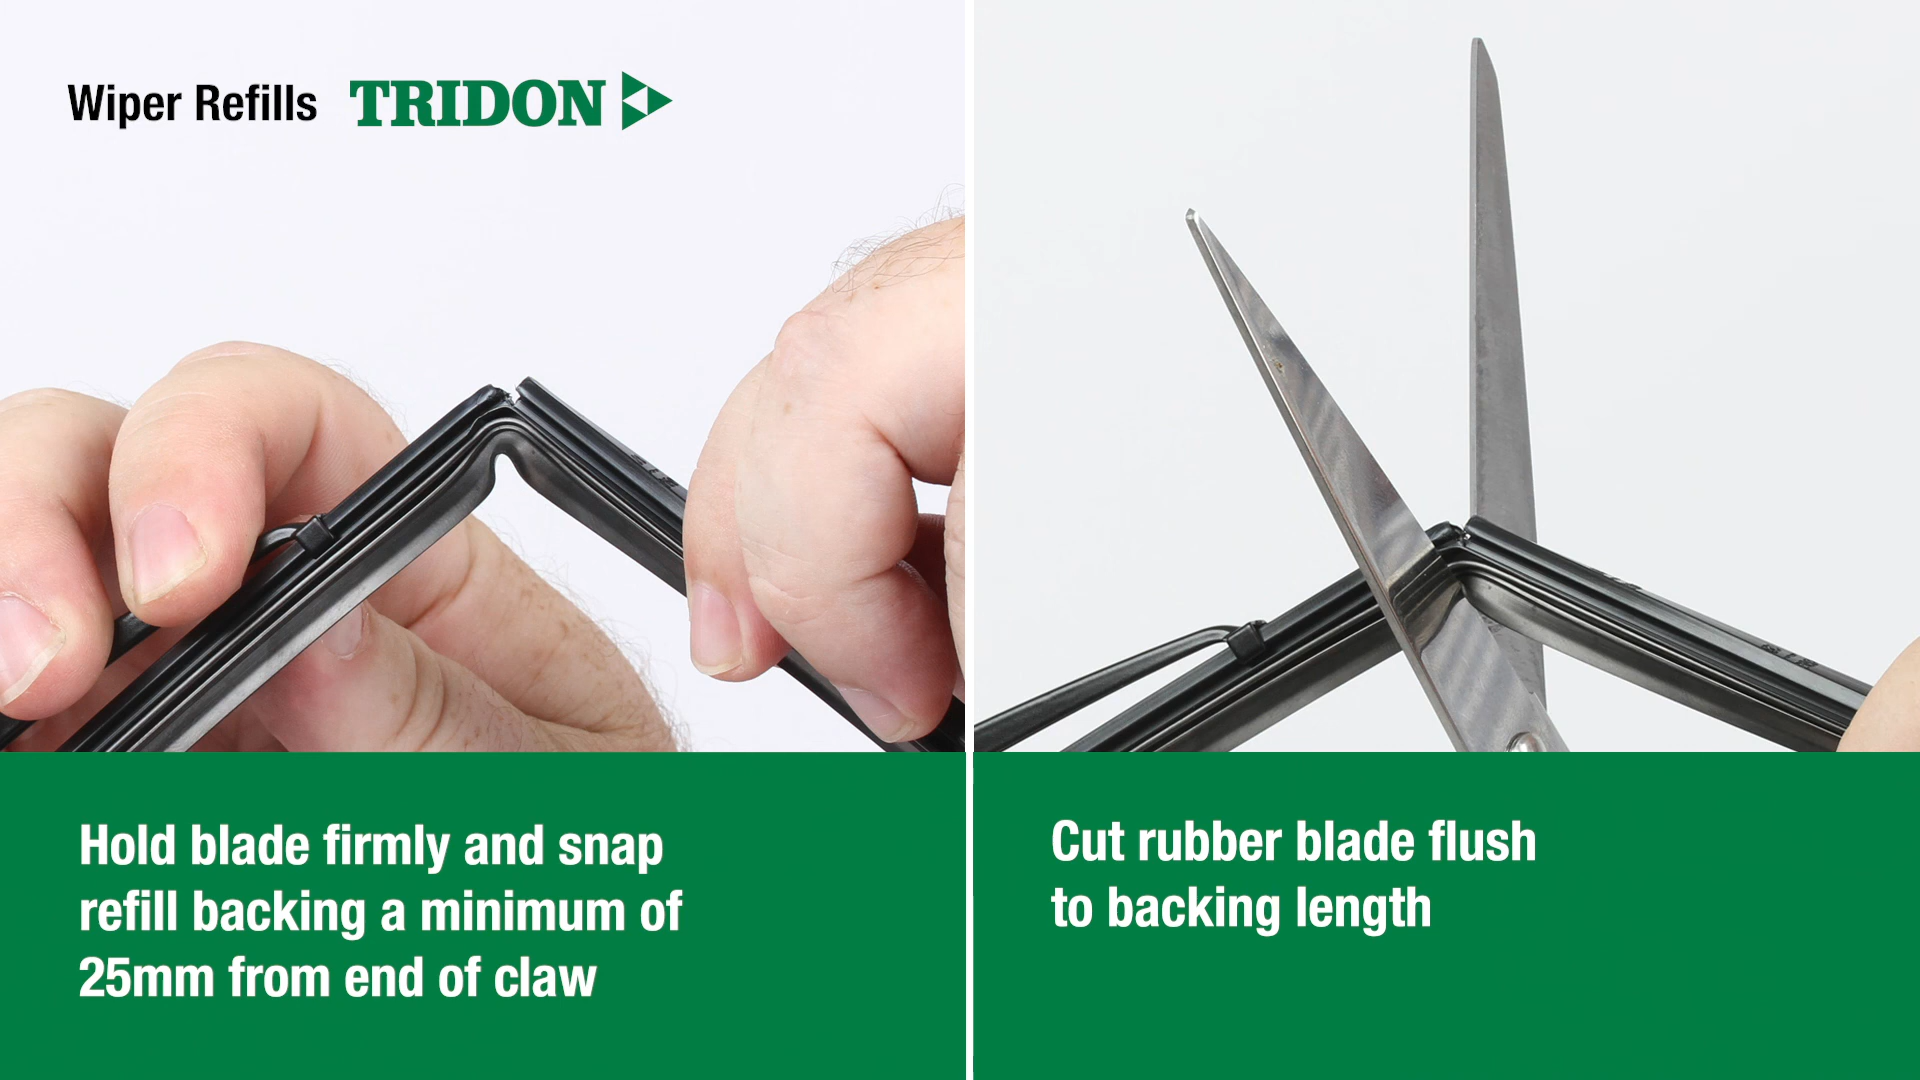 Wiper Refills TRIDON
Hold blade firmly and snap
refill backing a minimum of
25mm from end of claw
Cut rubber blade flush
to backing length